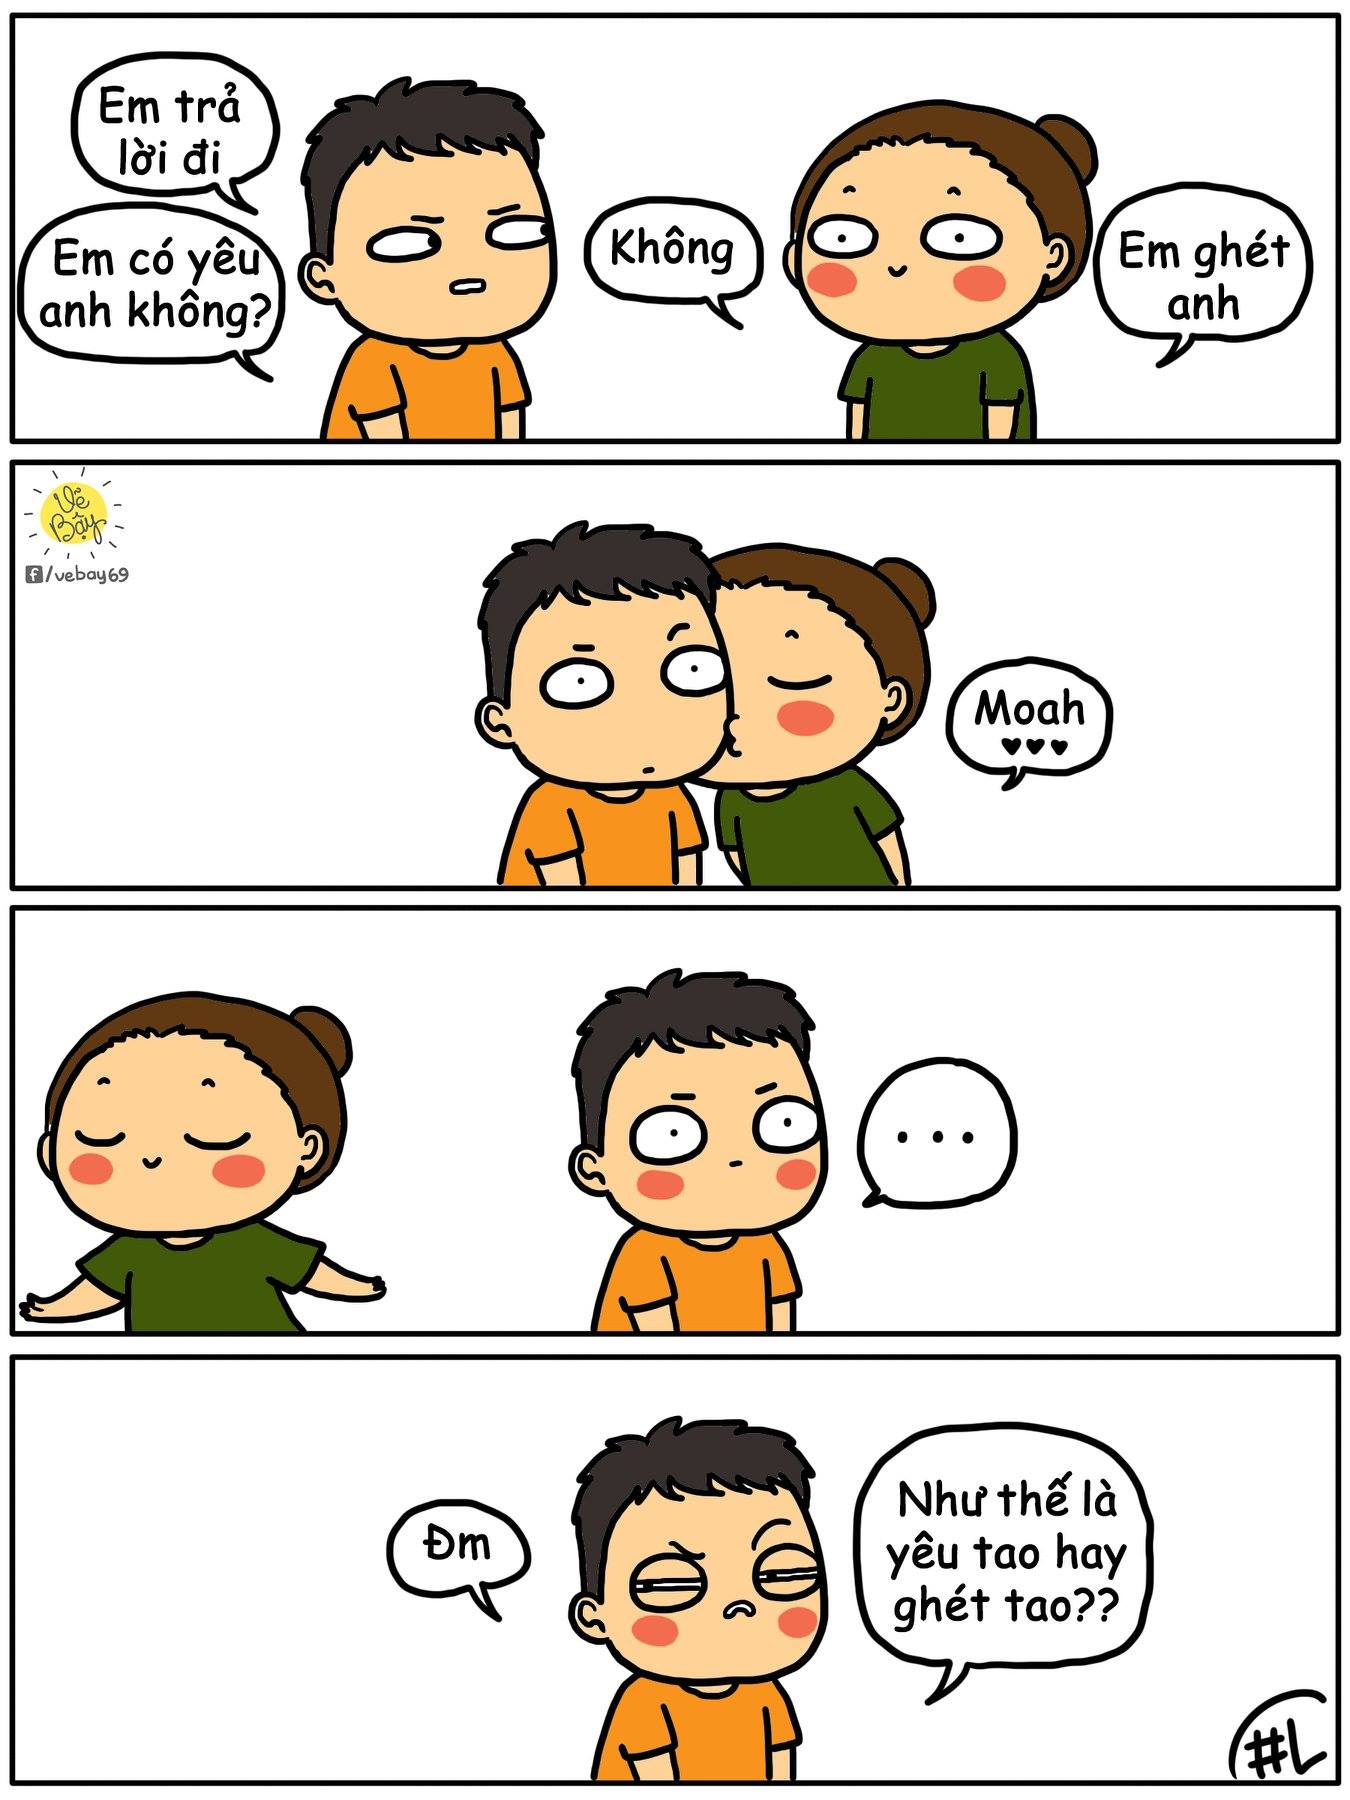 Em trả
lời đi
Em có yêu
anh không?
Không
Em ghét
anh
Vẽ
Bậy
f/vebay69
Moah
♥♥♥
...
Đm
Như thế là
yêu tao hay
ghét tao??
#L